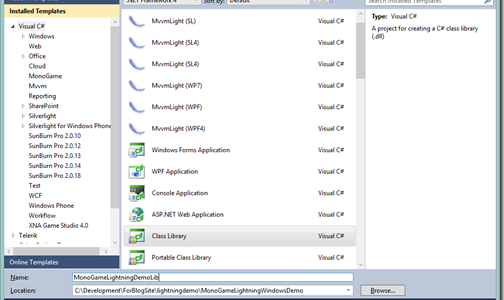 Installed Templates
.NET Framework 4 Sort by: Default
Search Installed Templates
Visual C#
Windows
Web
Office
Cloud
MonoGame
Mvvm
Reporting
SharePoint
Silverlight
Silverlight for Windows Phone
SunBurn Pro 2.0.10
SunBurn Pro 2.0.12
SunBurn Pro 2.0.13
SunBurn Pro 2.0.14
SunBurn Pro 2.0.18
Test
WCF
Windows Phone
Workflow
XNA Game Studio 4.0
Telerik
Online Templates
MvvmLight (SL) Visual C#
MvvmLight (SL4) Visual C#
MvvmLight (SL4) Visual C#
MvvmLight (WP7) Visual C#
MvvmLight (WPF) Visual C#
MvvmLight (WPF4) Visual C#
Windows Forms Application Visual C#
WPF Application Visual C#
Console Application Visual C#
ASP.NET Web Application Visual C#
Class Library Visual C#
Portable Class Library Visual C#
Type: Visual C#
A project for creating a C# class library
(.dll)
Name: MonoGameLightningDemoLib
Location: C:\Development\ForBlogSite\lightningdemo\MonoGameLightningWindowsDemo
Browse...